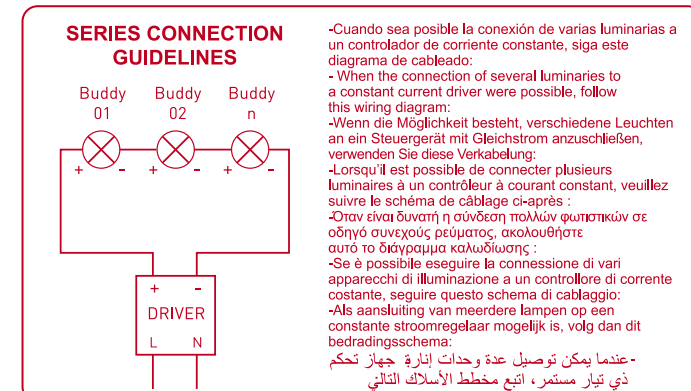 SERIES CONNECTION
GUIDELINES
Buddy Buddy Buddy
01 02 n
+ - + - + -
+ -
DRIVER
L N
-Cuando sea posible la conexión de varias luminarias a
un controlador de corriente constante, siga este
diagrama de cableado:
- When the connection of several luminaries to
a constant current driver were possible, follow
this wiring diagram:
-Wenn die Möglichkeit besteht, verschiedene Leuchten
an ein Steuergerät mit Gleichstrom anzuschließen,
verwenden Sie diese Verkabelung:
-Lorsqu'il est possible de connecter plusieurs
luminaires à un contrôleur à courant constant, veuillez
suivre le schéma de câblage ci-après :
-Όταν είναι δυνατή η σύνδεση πολλών φωτιστικών σε
οδηγό συνεχούς ρεύματος, ακολουθήστε
αυτό το διάγραμμα καλωδίωσης :
-Se è possibile eseguire la connessione di vari
apparecchi di illuminazione a un controllore di corrente
costante, seguire questo schema di cablaggio:
-Als aansluiting van meerdere lampen op een
constante stroomregelaar mogelijk is, volg dan dit
bedradingsschema:
-عندما يمكن توصيل عدة وحدات إنارة جهاز تحكم
ذي تيار مستمر، اتبع مخطط الأسلاك التالي